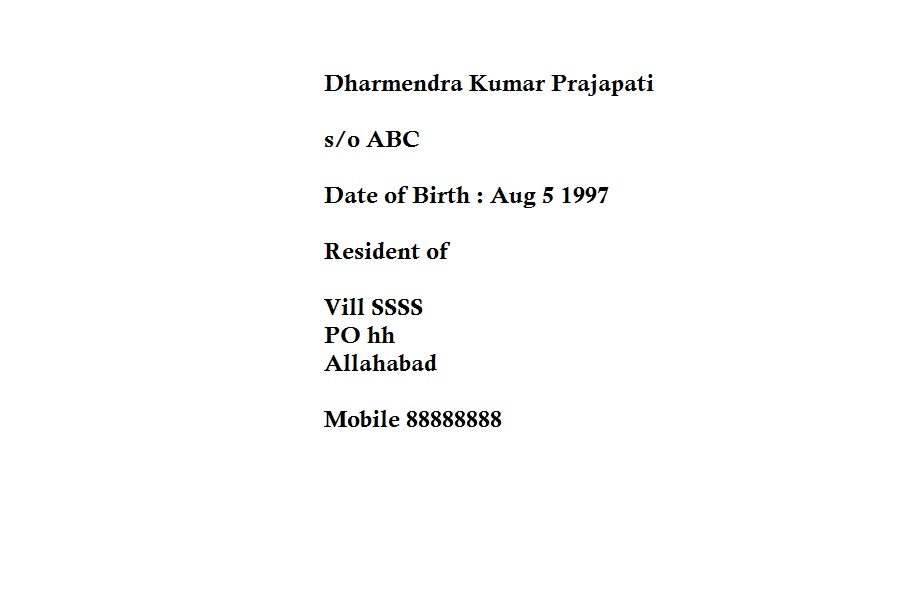 Dharmendra Kumar Prajapati
s/o ABC
Date of Birth : Aug 5 1997
Resident of
Vill SSSS
PO hh
Allahabad
Mobile 88888888